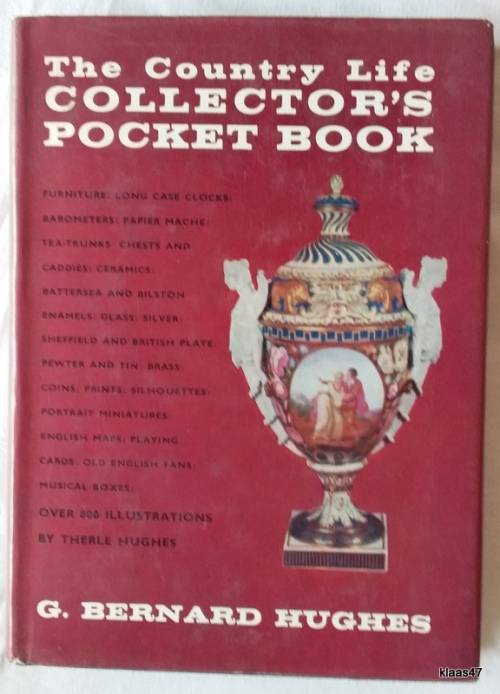 The Country Life
COLLECTOR'S
POCKET BOOK
FURNITURE: LONG CASE CLOCKS:
BAROMETERS: PAPIER MACHE:
TEA-TRUNKS CHESTS AND
CADDIES: CERAMICS:
BATTERSEA AND BILSTON
ENAMELS: GLASS: SILVER:
SHEFFIELD AND BRITISH PLATE:
PEWTER AND TIN: BRASS:
COINS: PRINTS: SILHOUETTES:
PORTRAIT MINIATURES:
ENGLISH MAPS: PLAYING
CARDS: OLD ENGLISH FANS:
MUSICAL BOXES:
OVER 800 ILLUSTRATIONS
BY THERLE HUGHES
G. BERNARD HUGHES
klaas47